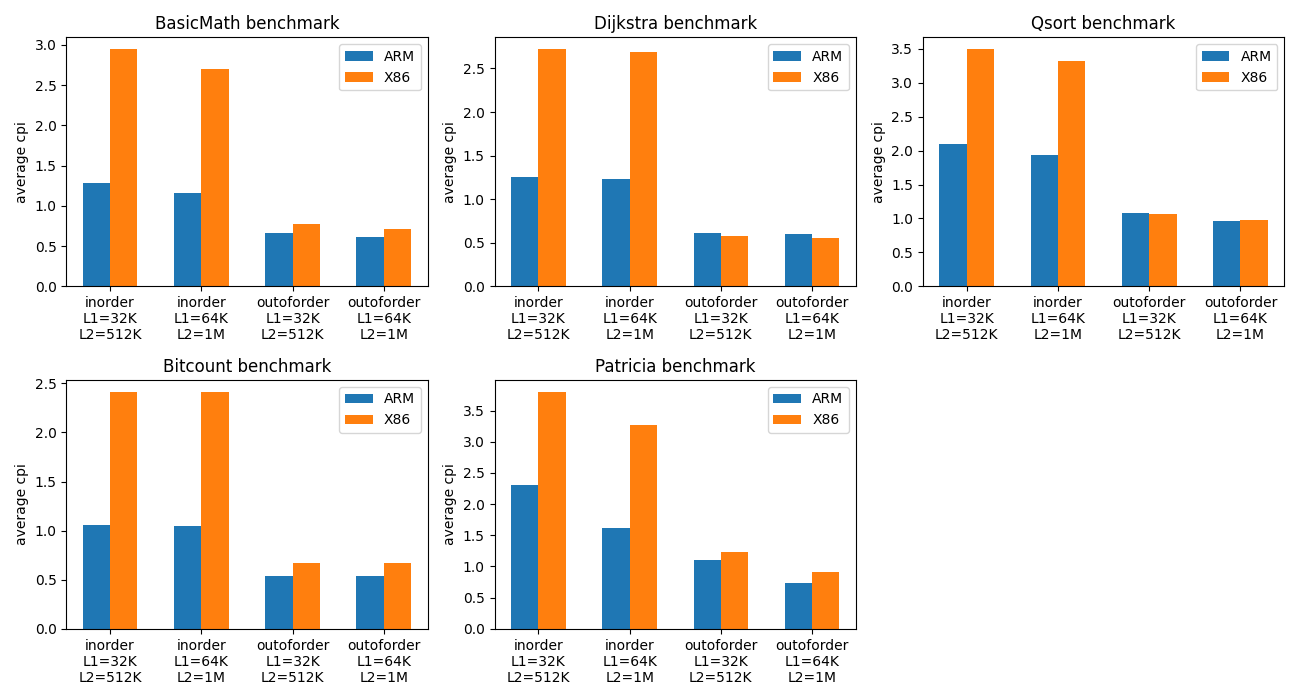 BasicMath benchmark
average cpi
3.0
2.5
2.0
1.5
1.0
0.5
0.0
ARM
X86
inorder
L1=32K
L2=512K
inorder
L1=64K
L2=1M
outoforder
L1=32K
L2=512K
outoforder
L1=64K
L2=1M
Dijkstra benchmark
average cpi
2.5
2.0
1.5
1.0
0.5
0.0
ARM
X86
inorder
L1=32K
L2=512K
inorder
L1=64K
L2=1M
outoforder
L1=32K
L2=512K
outoforder
L1=64K
L2=1M
Qsort benchmark
average cpi
3.5
3.0
2.5
2.0
1.5
1.0
0.5
0.0
ARM
X86
inorder
L1=32K
L2=512K
inorder
L1=64K
L2=1M
outoforder
L1=32K
L2=512K
outoforder
L1=64K
L2=1M
Bitcount benchmark
average cpi
2.5
2.0
1.5
1.0
0.5
0.0
ARM
X86
inorder
L1=32K
L2=512K
inorder
L1=64K
L2=1M
outoforder
L1=32K
L2=512K
outoforder
L1=64K
L2=1M
Patricia benchmark
average cpi
3.5
3.0
2.5
2.0
1.5
1.0
0.5
0.0
ARM
X86
inorder
L1=32K
L2=512K
inorder
L1=64K
L2=1M
outoforder
L1=32K
L2=512K
outoforder
L1=64K
L2=1M